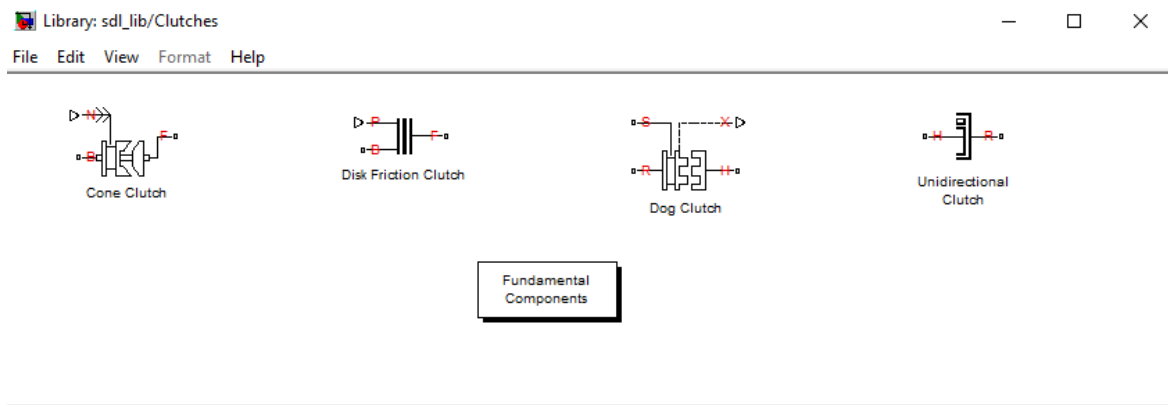 Library: sdl_lib/Clutches
File Edit View Format Help
N
F
B
Cone Clutch
P
F
B
Disk Friction Clutch
S
X
R
H
Dog Clutch
H
R
Unidirectional
Clutch
Fundamental
Components